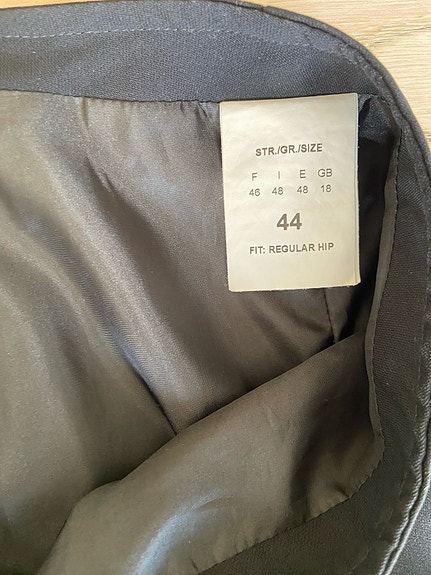 STR./GR./SIZE
F I E GB
46 48 48 18
44
FIT: REGULAR HIP